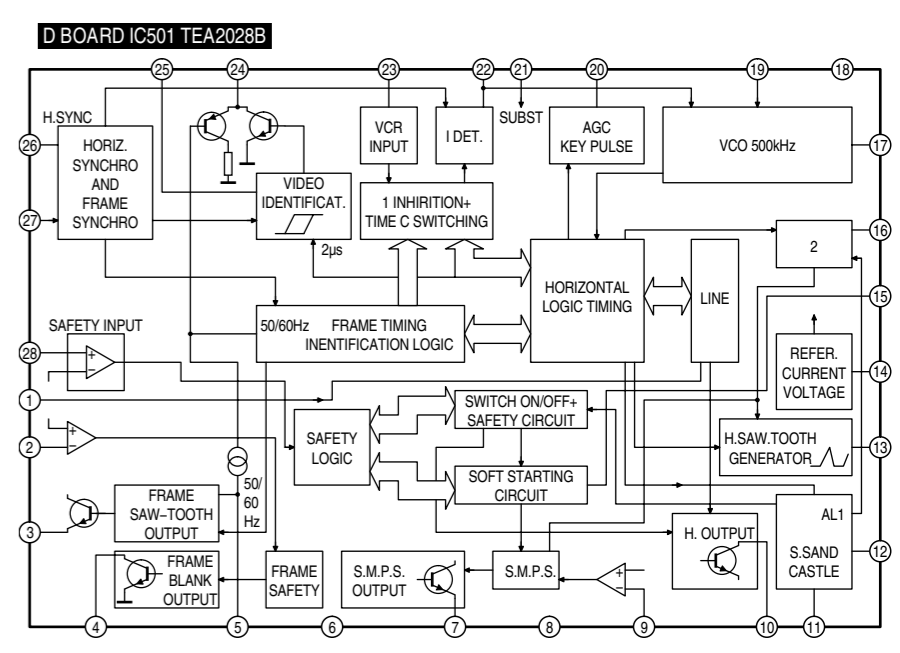 D BOARD IC501 TEA2028B
25
24
23
22
21
20
19
18
H.SYNC
SUBST
26
HORIZ.
SYNCHRO
AND
FRAME
SYNCHRO
VCR
INPUT
I DET.
AGC
KEY PULSE
VCO 500kHz
17
27
VIDEO
IDENTIFICAT.
1 INHIRITION+
TIME C SWITCHING
2µs
2
16
HORIZONTAL
LOGIC TIMING
LINE
15
50/60Hz
FRAME TIMING
INENTIFICATION LOGIC
SAFETY INPUT
28
+
−
REFER.
CURRENT
VOLTAGE
14
1
SWITCH ON/OFF+
SAFETY CIRCUIT
2
+
−
SAFETY
LOGIC
H.SAW.TOOTH
GENERATOR
13
SOFT STARTING
CIRCUIT
50/
60
Hz
3
FRAME
SAW−TOOTH
OUTPUT
H. OUTPUT
AL1
S.SAND
CASTLE
12
FRAME
BLANK
OUTPUT
FRAME
SAFETY
S.M.P.S.
OUTPUT
S.M.P.S.
+
−
4
5
6
7
8
9
10
11